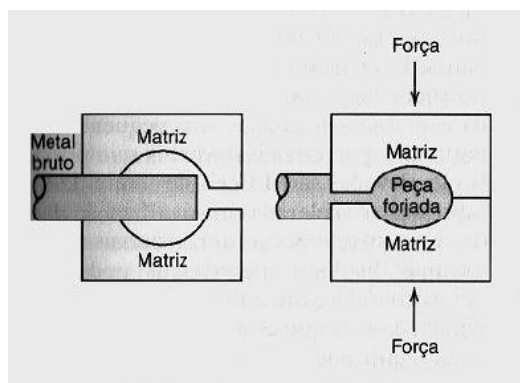 Metal
bruto
Matriz
Matriz
Força
Matriz
Peça
forjada
Matriz
Força